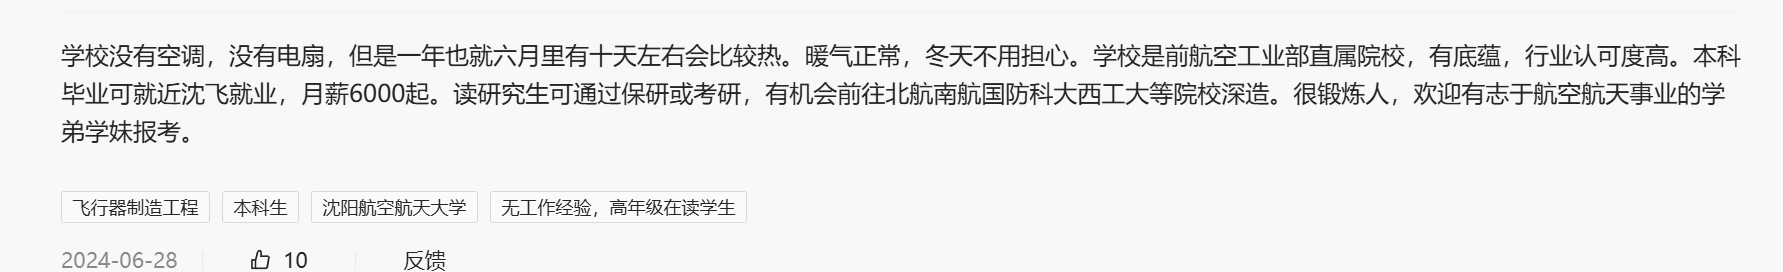 学校没有空调，没有电扇，但是一年也就六月里有十天左右会比较热。暖气正常，冬天不用担心。学校是前航空工业部直属院校，有底蕴，行业认可度高。本科
毕业可就近沈飞就业，月薪6000起。读研究生可通过保研或考研，有机会前往北航南航国防科大西工大等院校深造。很锻炼人，欢迎有志于航空航天事业的学
弟学妹报考。
飞行器制造工程 本科生 沈阳航空航天大学 无工作经验，高年级在读学生
2024-06-28 10 反馈